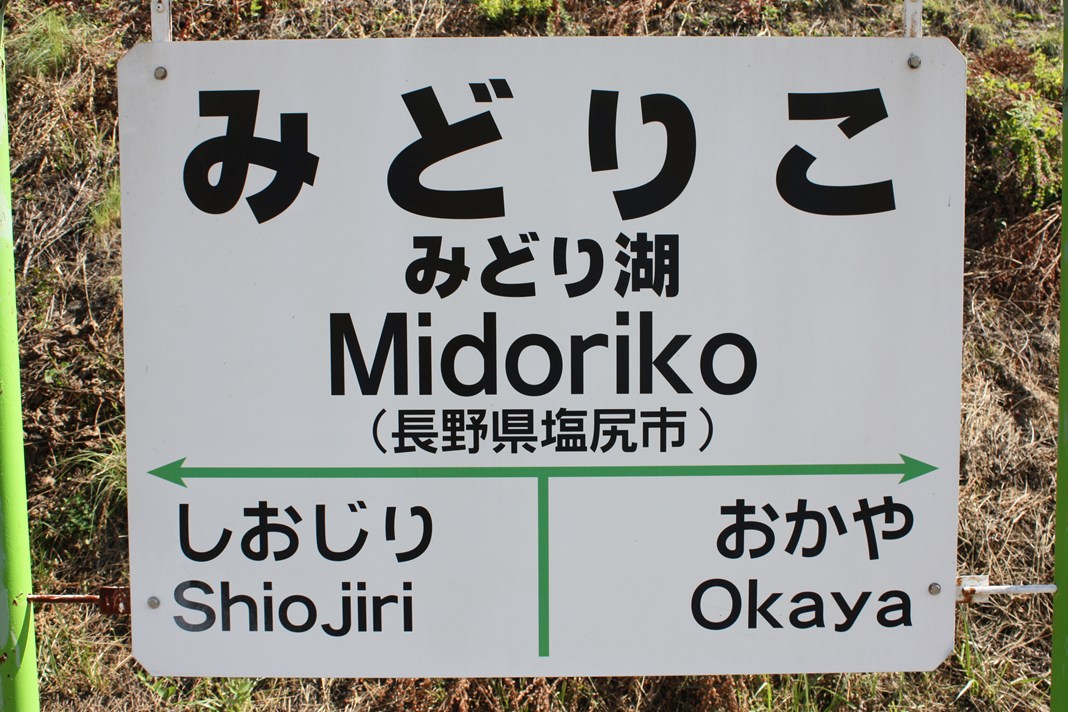 みどりこ
みどり湖
Midoriko
（長野県塩尻市）
しおじり おかや
Shiojiri Okaya